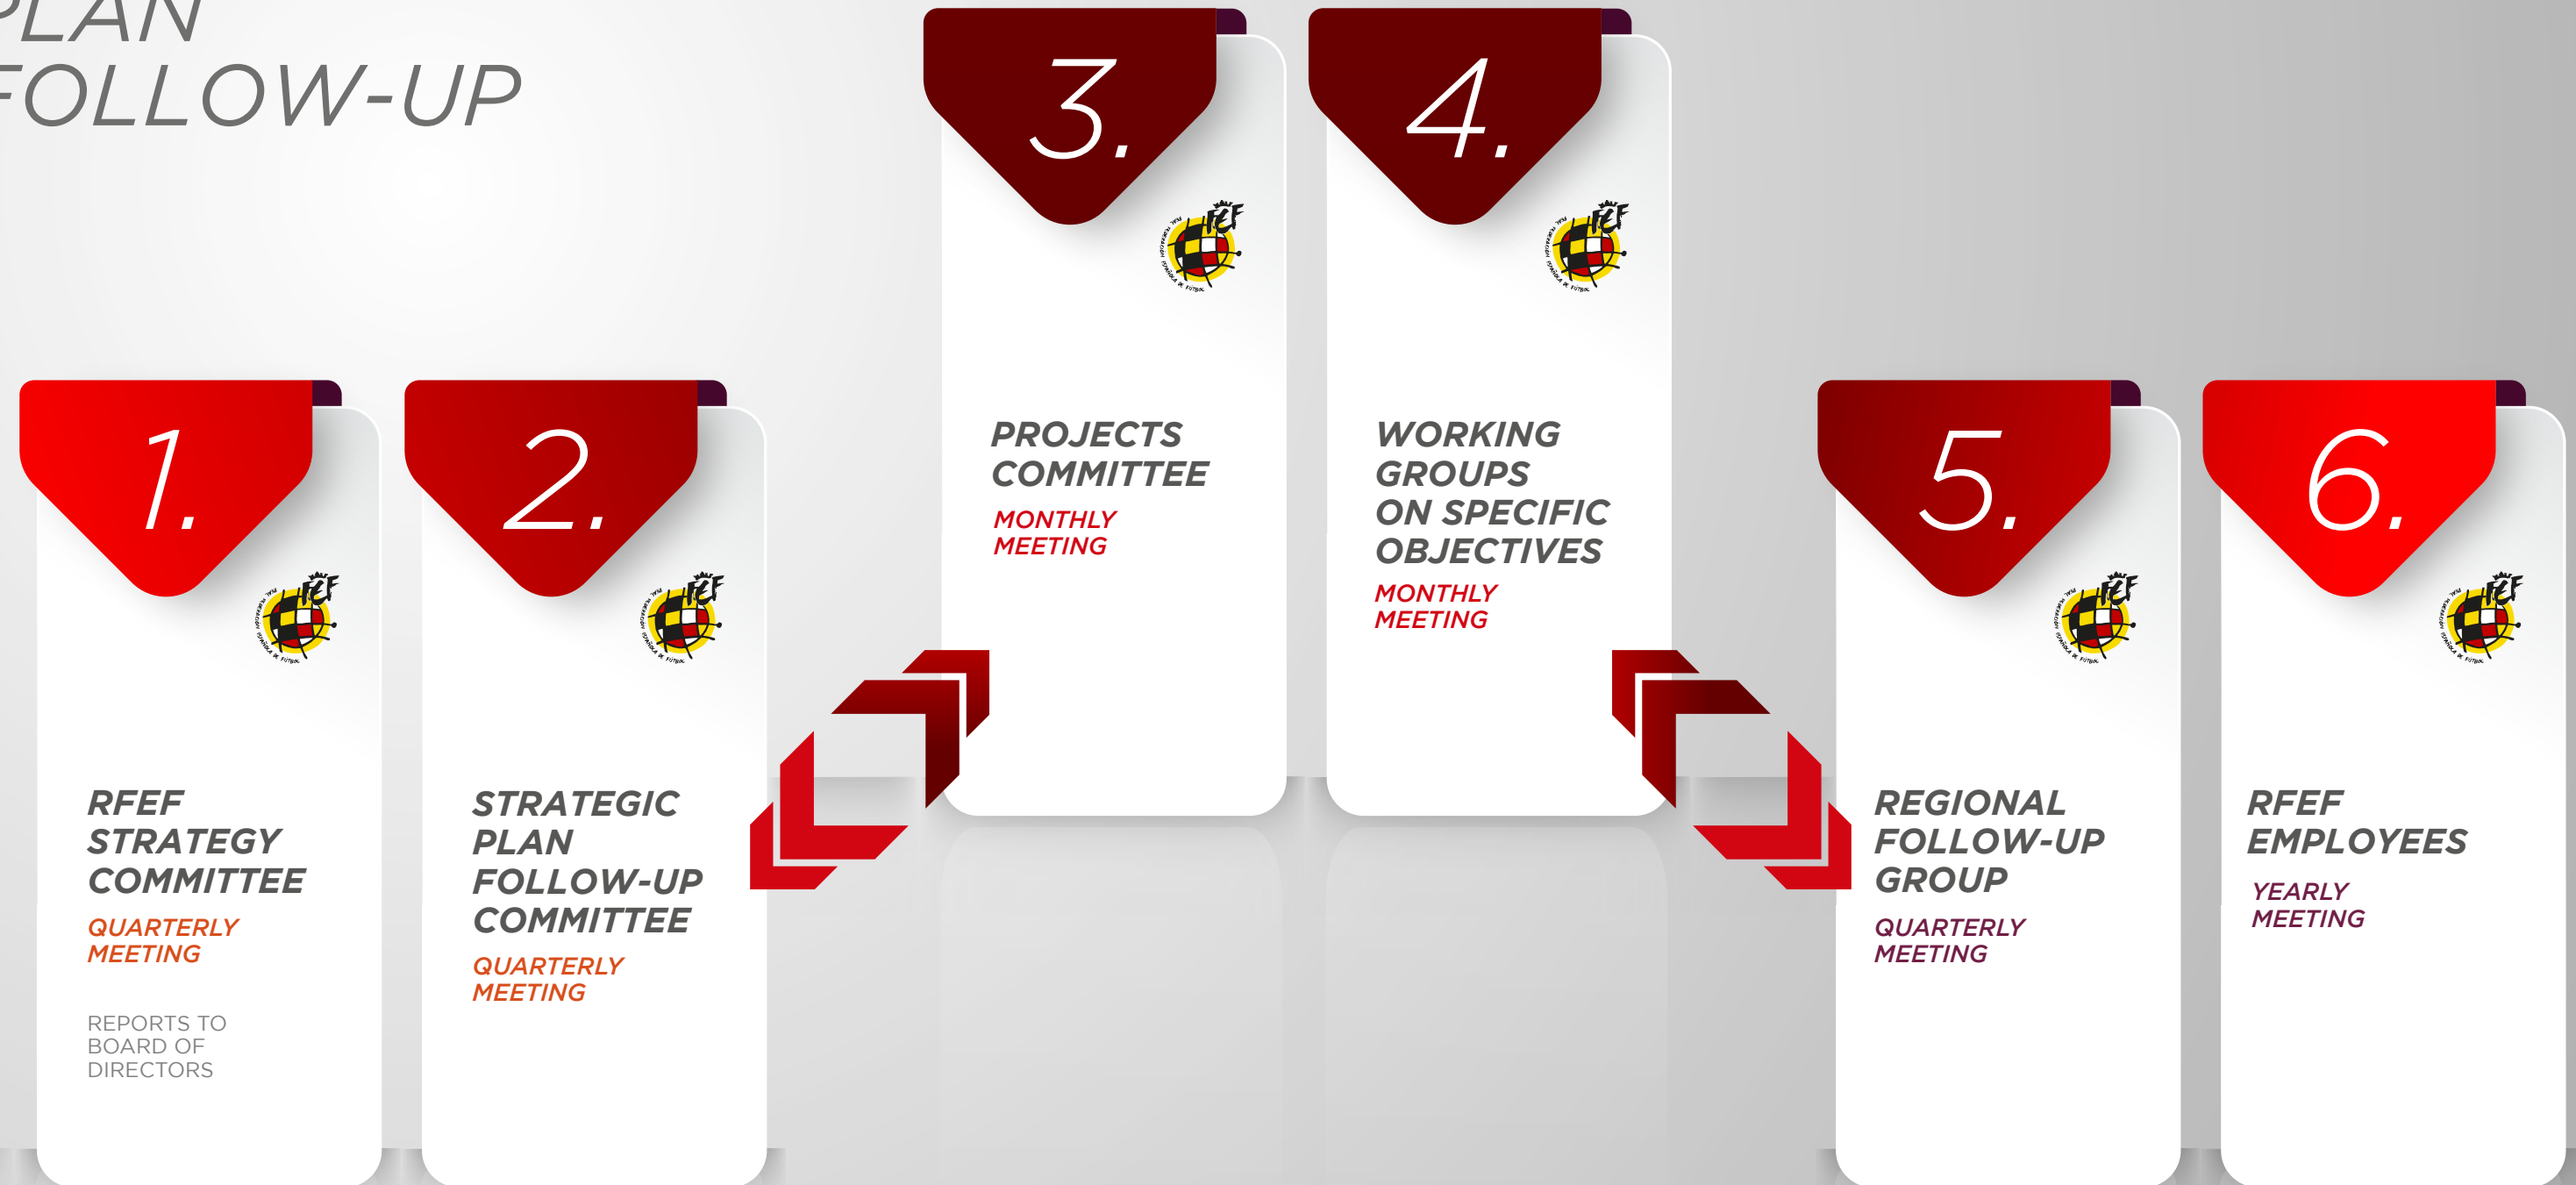 PLAN
FOLLOW-UP
1.
RFEF
STRATEGY
COMMITTEE
QUARTERLY
MEETING
REPORTS TO
BOARD OF
DIRECTORS
2.
STRATEGIC
PLAN
FOLLOW-UP
COMMITTEE
QUARTERLY
MEETING
3.
PROJECTS
COMMITTEE
MONTHLY
MEETING
4.
WORKING
GROUPS
ON SPECIFIC
OBJECTIVES
MONTHLY
MEETING
5.
REGIONAL
FOLLOW-UP
GROUP
QUARTERLY
MEETING
6.
RFEF
EMPLOYEES
YEARLY
MEETING